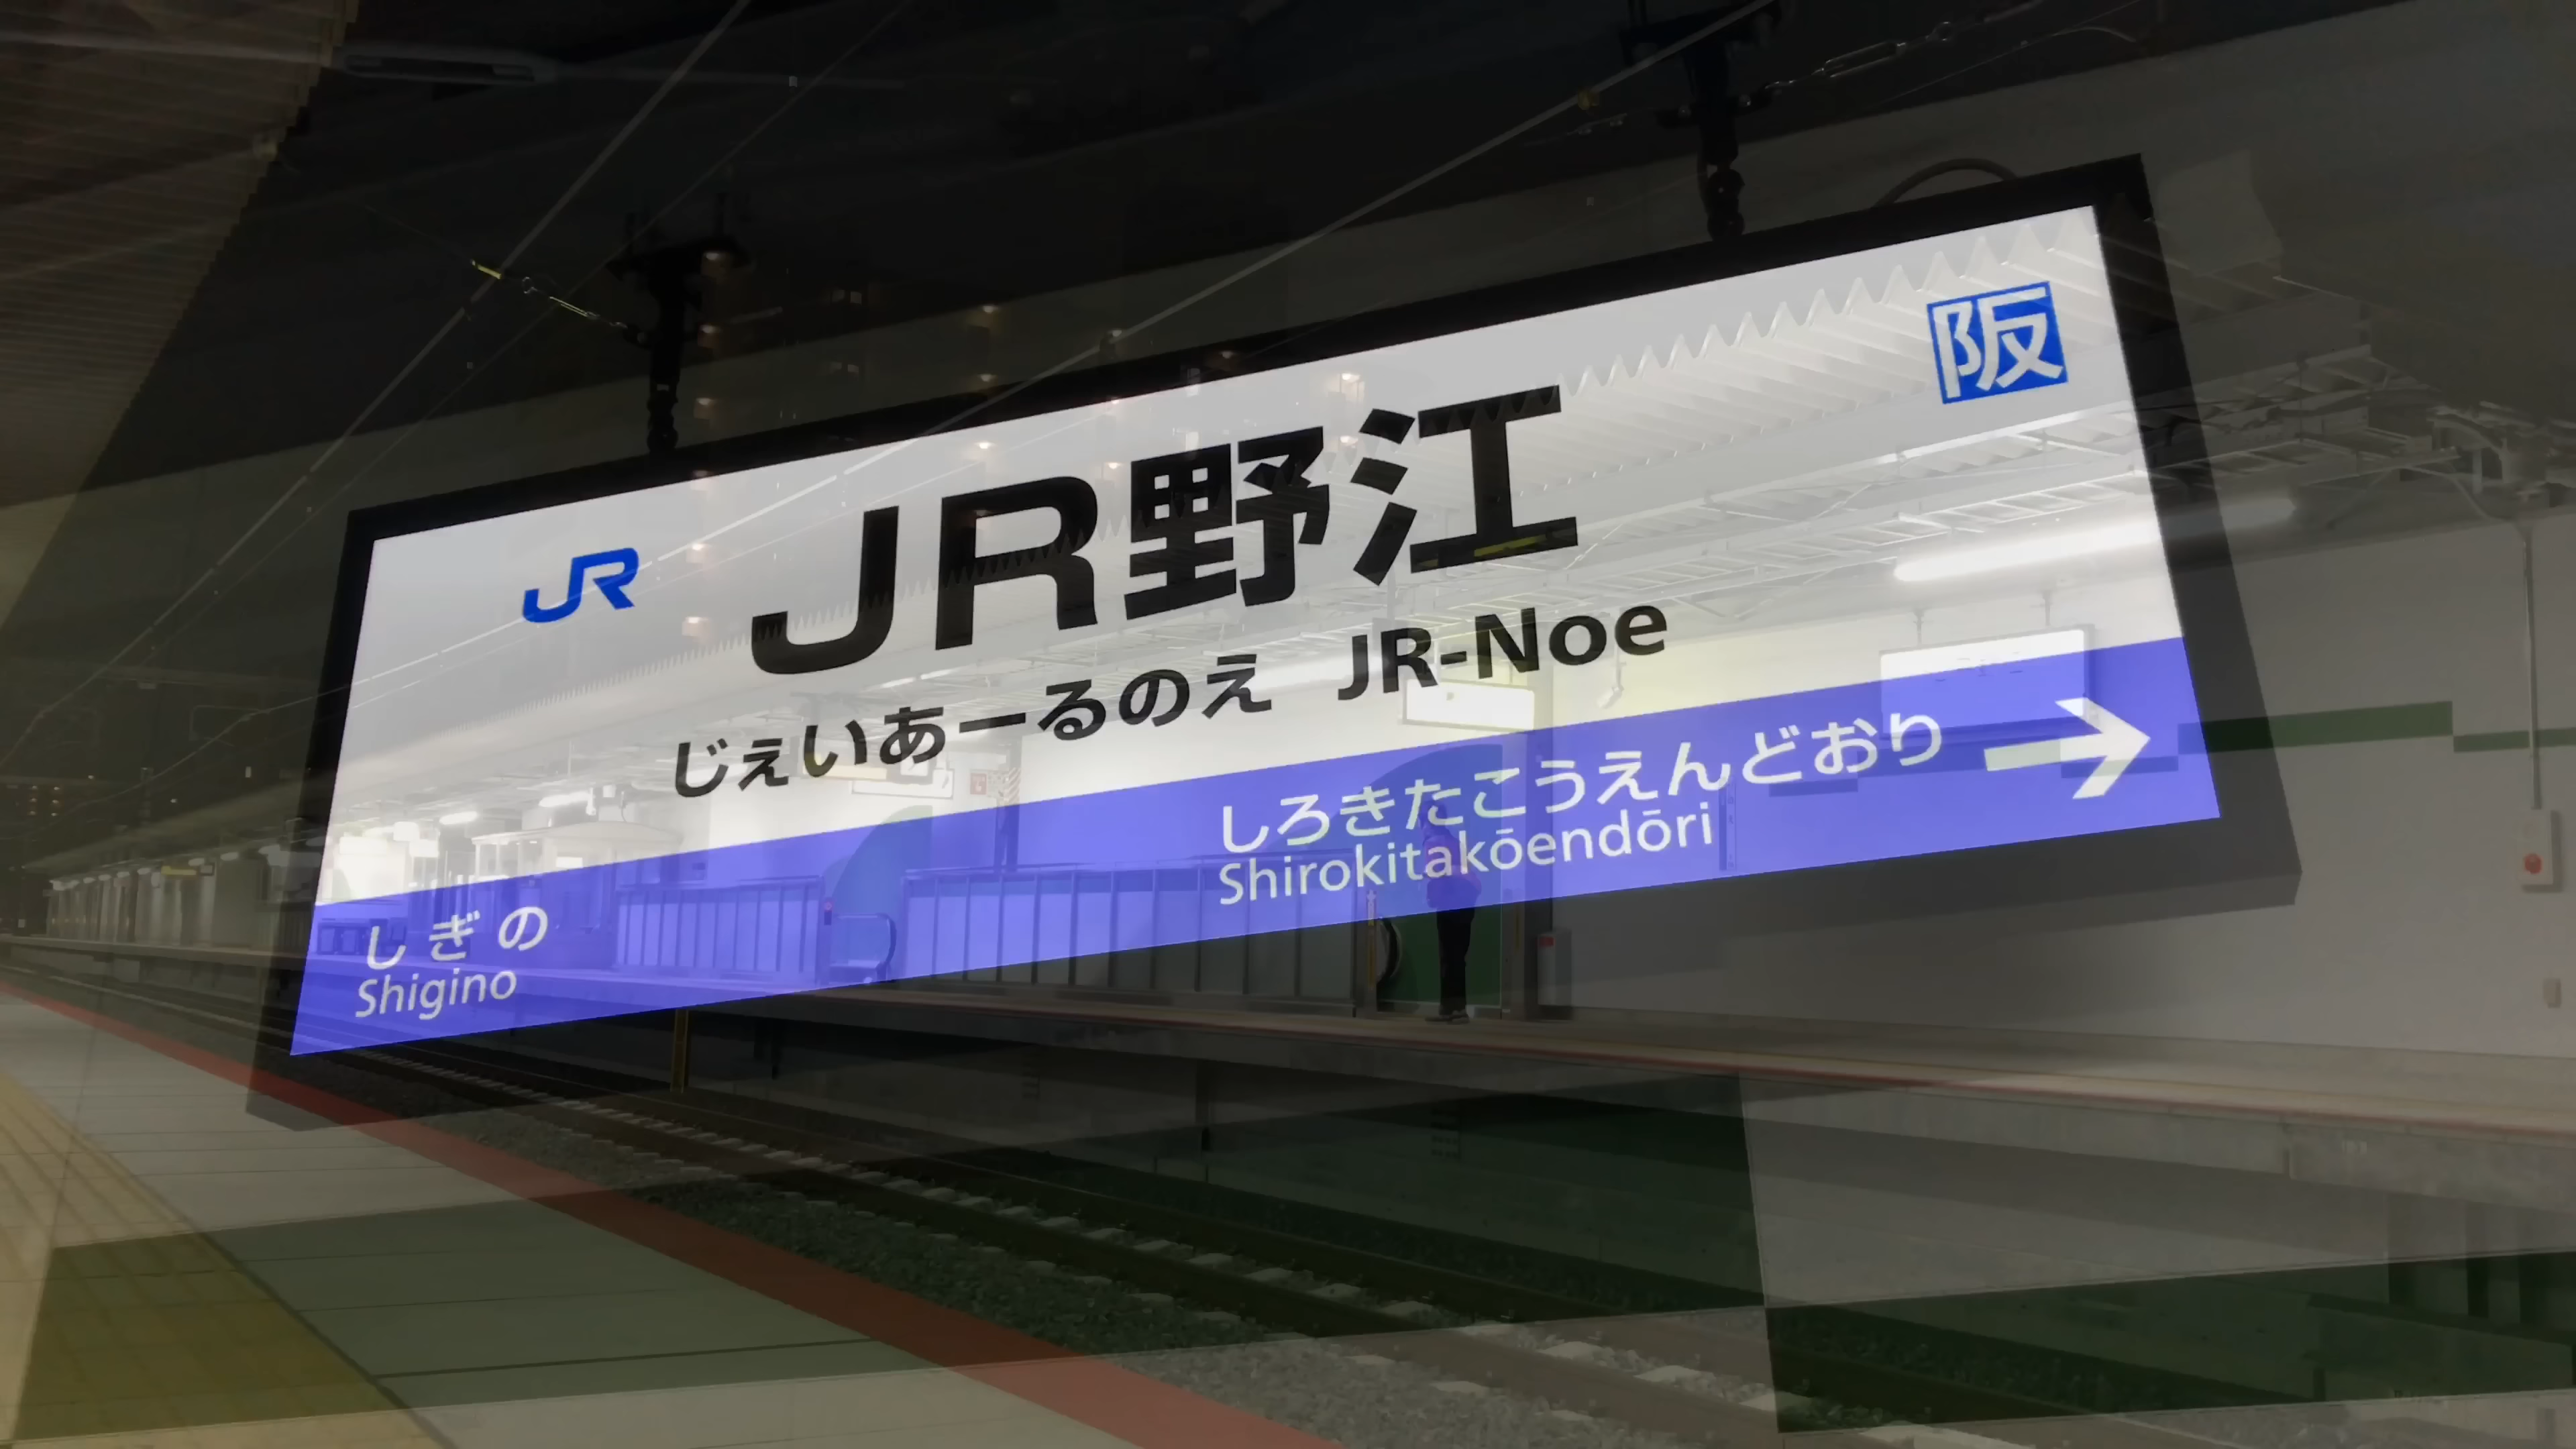 阪
JR
JR野江
じぇいあーるのえ JR-Noe
しろきたこうえんどおり →
Shirokitakōendōri
しぎの
Shigino